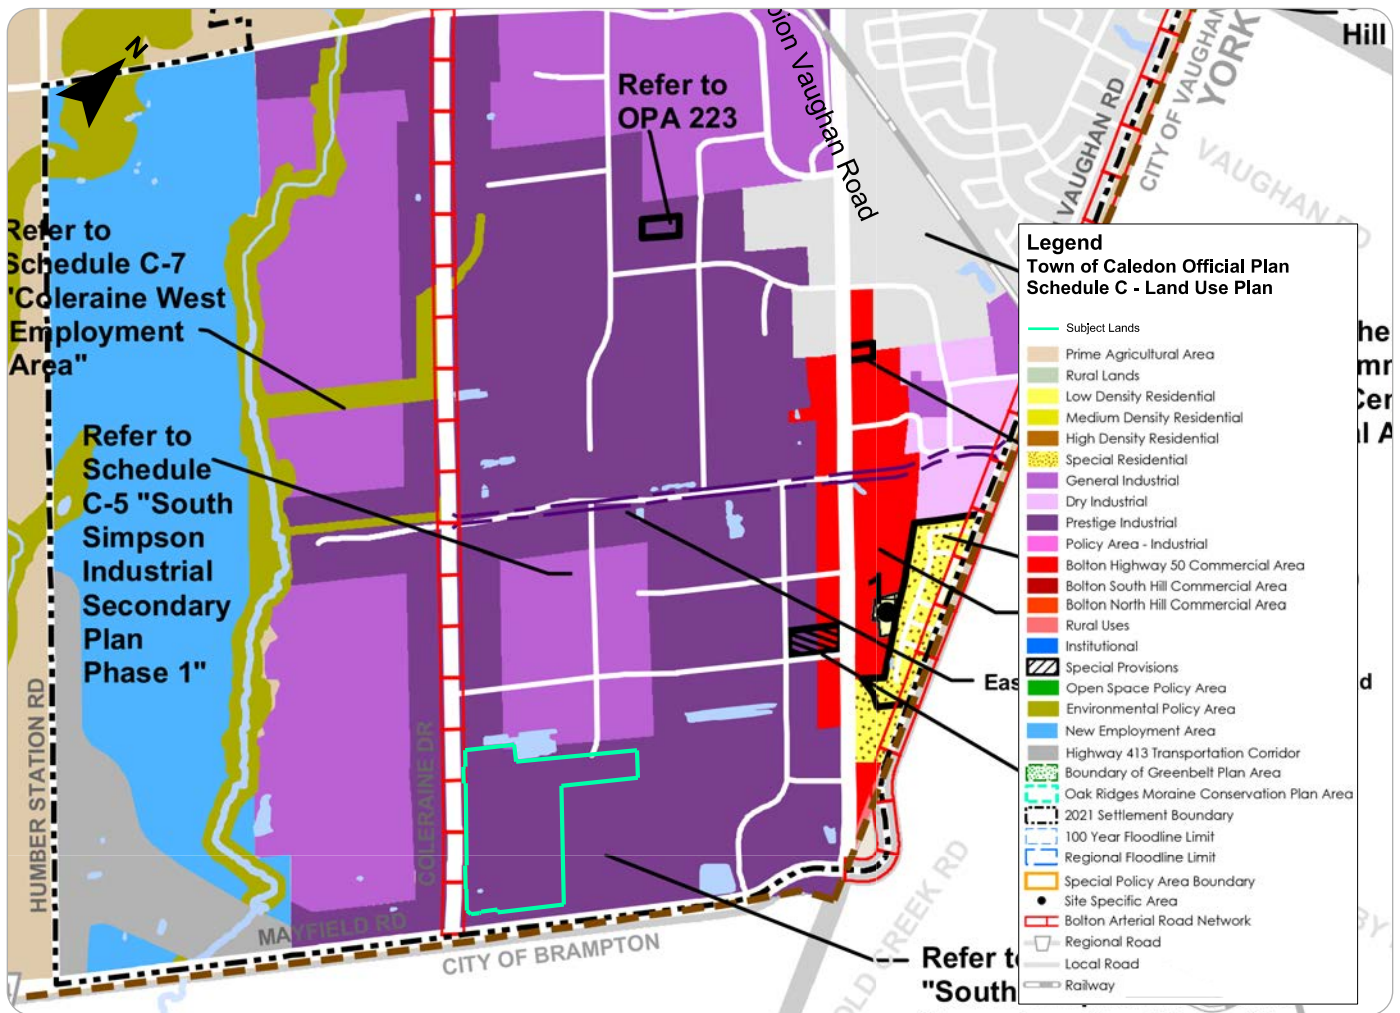 N
Hill
Refer to
OPA 223
bion Vaughan Road
VAUGHAN RD
CITY OF VAUGHAN
YORK
VAUGHAN RD
Refer to
Schedule C-7
"Coleraine West
Employment
Area"
Refer to
Schedule
C-5 "South
Simpson
Industrial
Secondary
Plan
Phase 1"
1
Eas
d
HUMBER STATION RD
COLERAINE DR
MAYFIELD RD
CITY OF BRAMPTON
OLD CREEK RD
Refer to
"South
Legend
Town of Caledon Official Plan
Schedule C - Land Use Plan
Subject Lands
Prime Agricultural Area
Rural Lands
Low Density Residential
Medium Density Residential
High Density Residential
Special Residential
General Industrial
Dry Industrial
Prestige Industrial
Policy Area - Industrial
Bolton Highway 50 Commercial Area
Bolton South Hill Commercial Area
Bolton North Hill Commercial Area
Rural Uses
Institutional
Special Provisions
Open Space Policy Area
Environmental Policy Area
New Employment Area
Highway 413 Transportation Corridor
Boundary of Greenbelt Plan Area
Oak Ridges Moraine Conservation Plan Area
2021 Settlement Boundary
100 Year Floodline Limit
Regional Floodline Limit
Special Policy Area Boundary
Site Specific Area
Bolton Arterial Road Network
Regional Road
Local Road
Railway